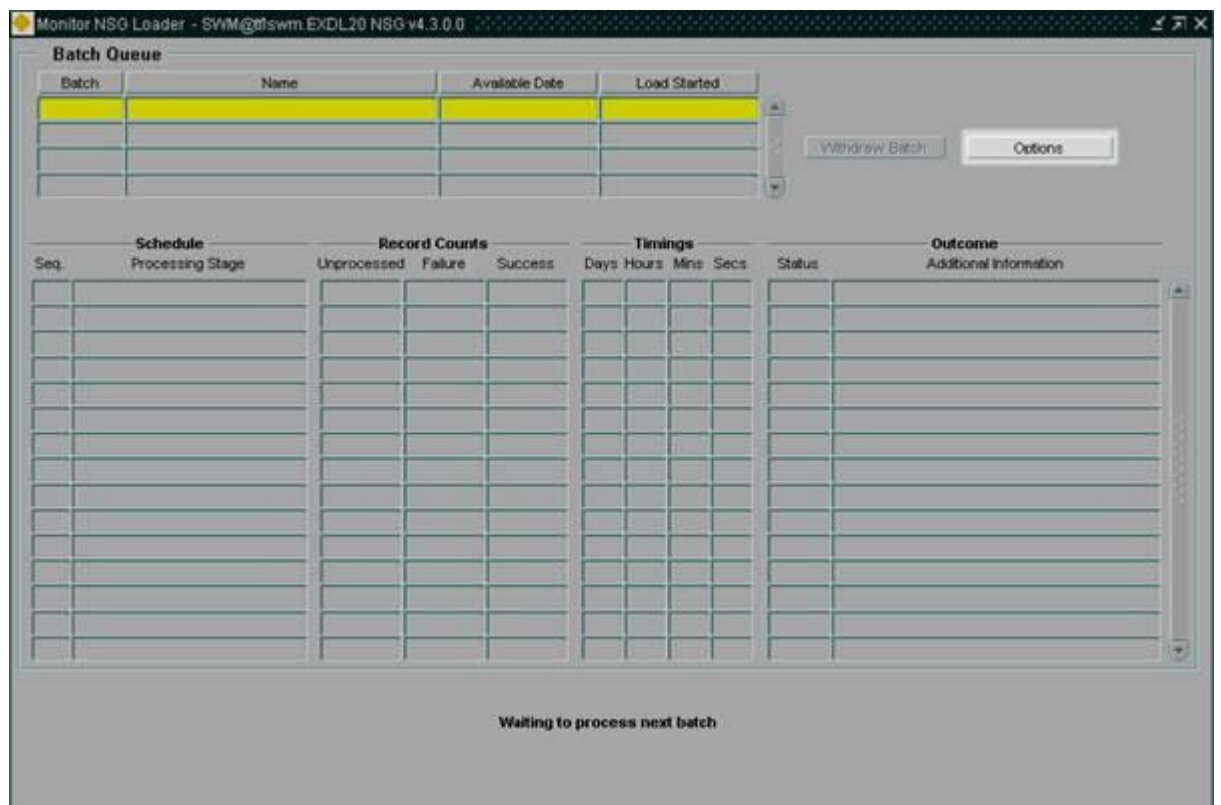 Monitor NSG Loader - SWM@ttlswm.EXDL20 NSG v4.3.0.0
Batch Queue
Batch Name Available Date Load Started
Withdraw Batch Options
Schedule Record Counts Timings Outcome
Seq. Processing Stage Unprocessed Failure Success Days Hours Mins Secs Status Additional Information
Waiting to process next batch